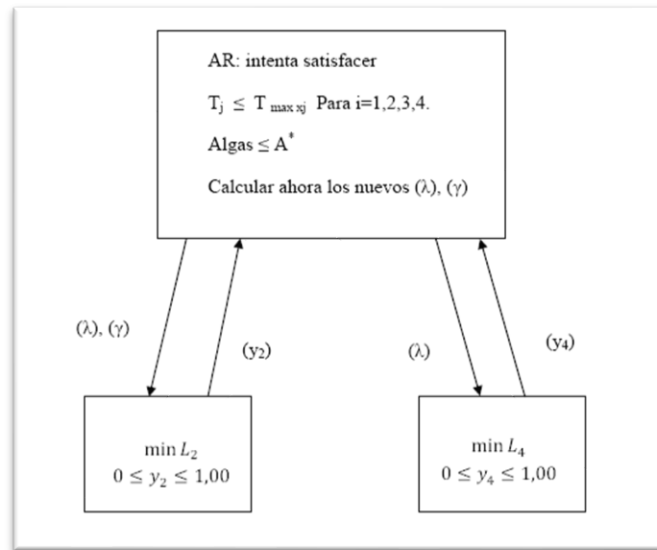 AR: intenta satisfacer
Tj ≤ T max xj Para i=1,2,3,4.
Algas ≤ A*
Calcular ahora los nuevos (λ), (γ)
(λ), (γ)
(y2)
(λ)
(y4)
min L2
0 ≤ y2 ≤ 1,00
min L4
0 ≤ y4 ≤ 1,00